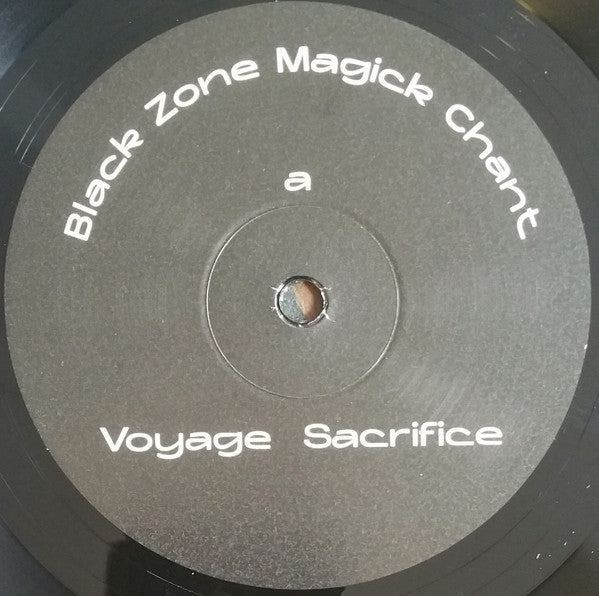 Black Zone Magick Chant
a
Voyage Sacrifice